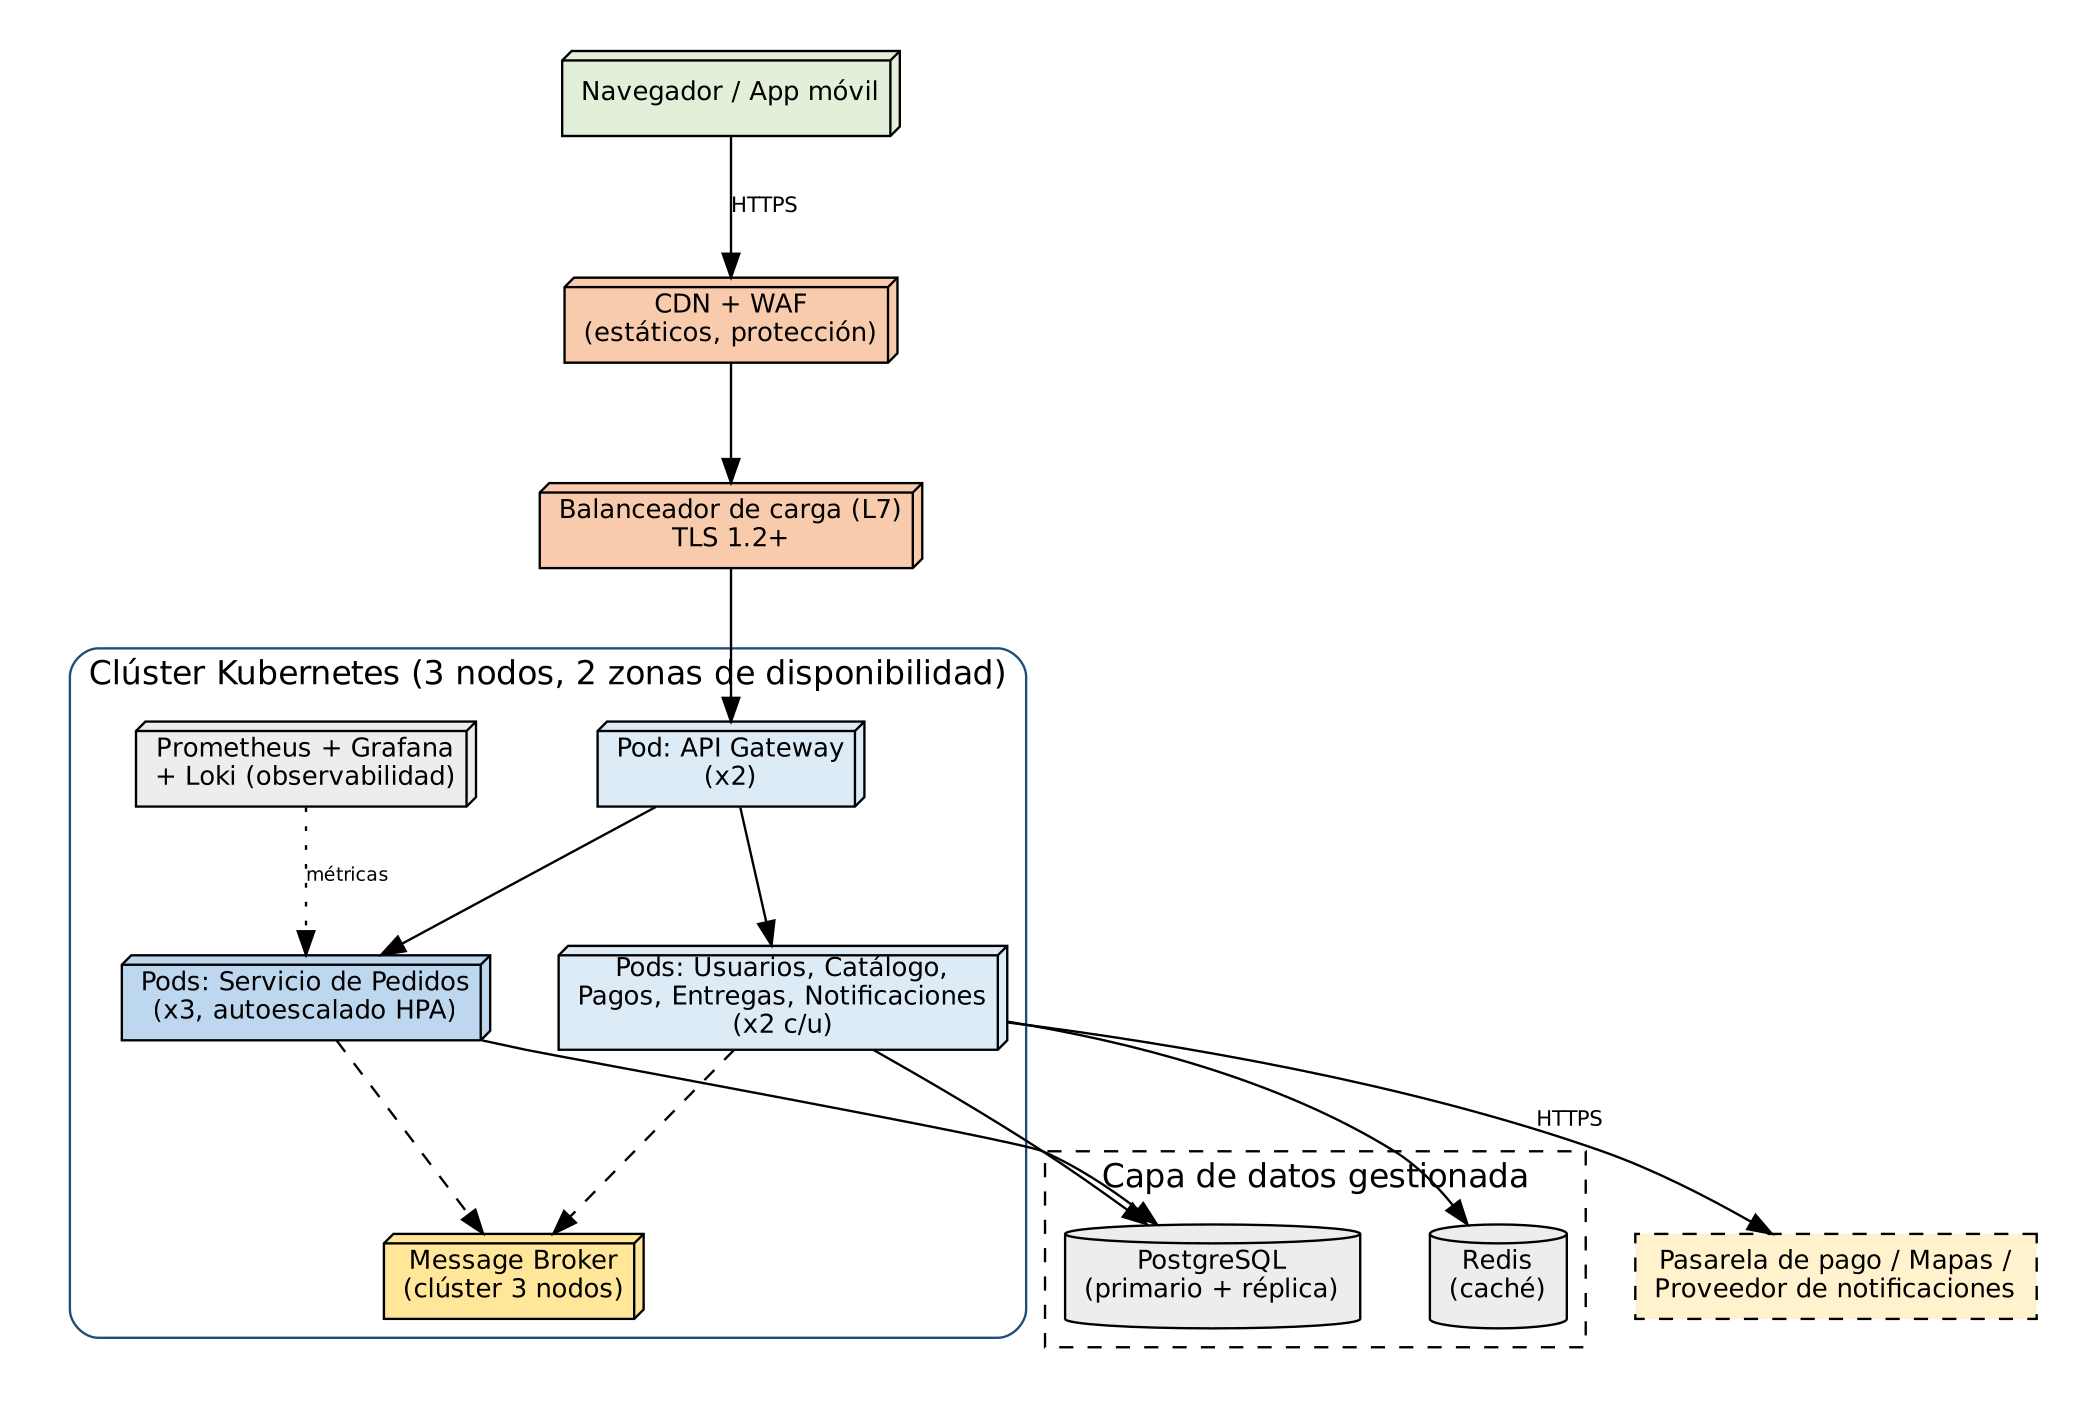 Navegador / App móvil
HTTPS
CDN + WAF
(estáticos, protección)
Balanceador de carga (L7)
TLS 1.2+
Clúster Kubernetes (3 nodos, 2 zonas de disponibilidad)
Prometheus + Grafana
+ Loki (observabilidad)
Pod: API Gateway
(x2)
métricas
Pods: Servicio de Pedidos
(x3, autoescalado HPA)
Pods: Usuarios, Catálogo,
Pagos, Entregas, Notificaciones
(x2 c/u)
HTTPS
Capa de datos gestionada
Message Broker
(clúster 3 nodos)
PostgreSQL
(primario + réplica)
Redis
(caché)
Pasarela de pago / Mapas /
Proveedor de notificaciones